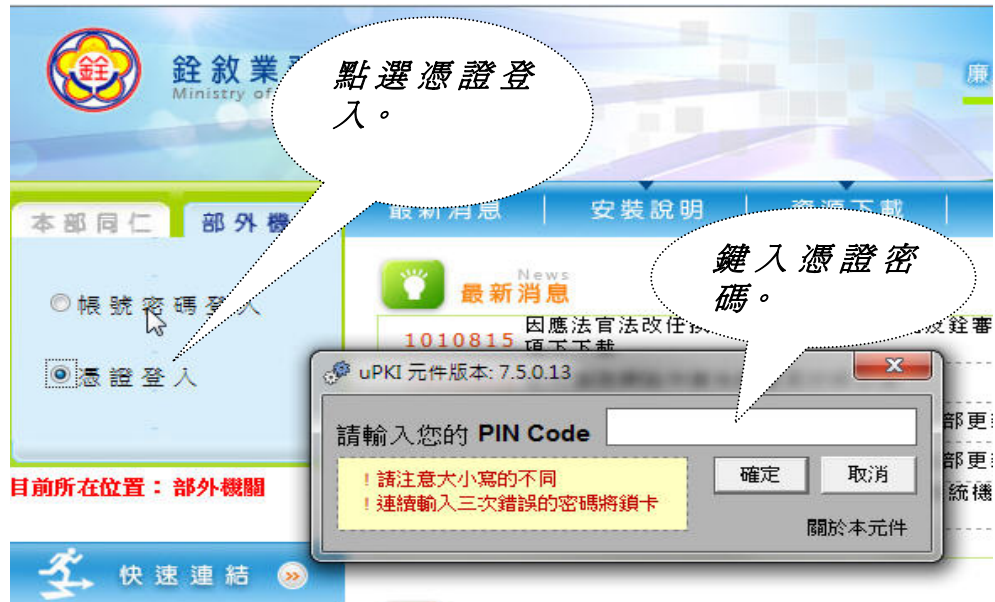 銓敘業
Ministry of
廉
點選憑證登
入。
本部同仁
部外機
最新消息
安裝說明
資源下載
鍵入憑證密
碼。
News
最新消息
帳號密碼登入
1010815
因應法官法改任換
及銓審
項下下載
憑證登入
uPKI 元件版本: 7.5.0.13
部更
請輸入您的 PIN Code
部更
！請注意大小寫的不同
！連續輸入三次錯誤的密碼將鎖卡
確定
取消
統機
目前所在位置：部外機關
關於本元件
快速連結